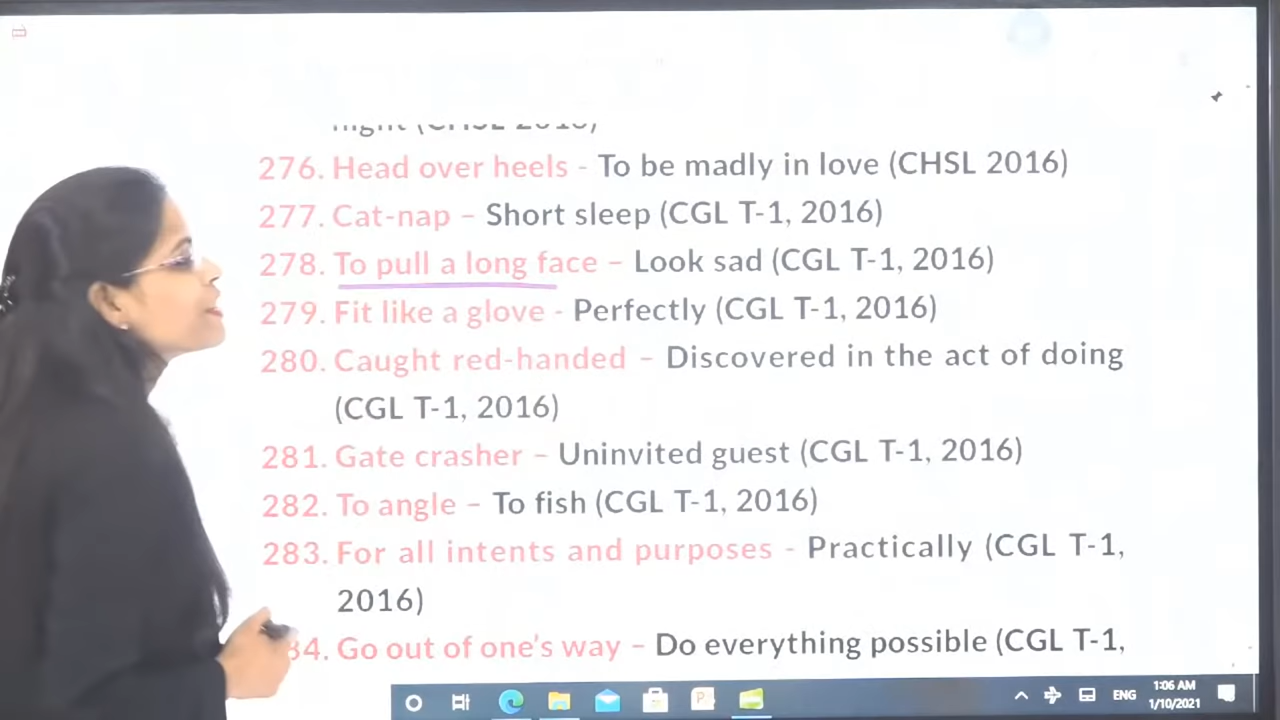 276. Head over heels - To be madly in love (CHSL 2016)
277. Cat-nap – Short sleep (CGL T-1, 2016)
278. To pull a long face – Look sad (CGL T-1, 2016)
279. Fit like a glove - Perfectly (CGL T-1, 2016)
280. Caught red-handed – Discovered in the act of doing
(CGL T-1, 2016)
281. Gate crasher – Uninvited guest (CGL T-1, 2016)
282. To angle – To fish (CGL T-1, 2016)
283. For all intents and purposes - Practically (CGL T-1,
2016)
84. Go out of one's way – Do everything possible (CGL T-1,
ENG
1:06 AM
1/10/2021